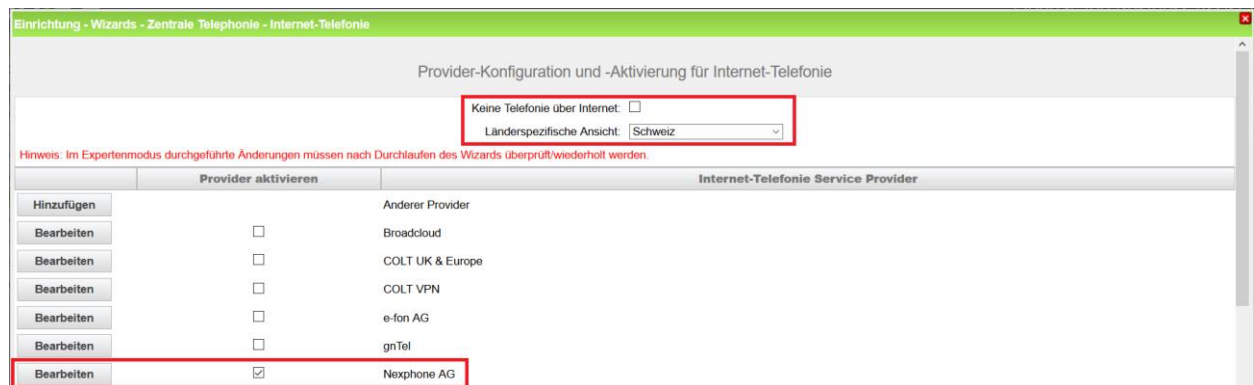 Einrichtung - Wizards - Zentrale Telephonie - Internet-Telefonie
Provider-Konfiguration und -Aktivierung für Internet-Telefonie
Keine Telefonie über Internet:
Länderspezifische Ansicht: Schweiz
Hinweis: Im Expertenmodus durchgeführte Änderungen müssen nach Durchlaufen des Wizards überprüft/wiederholt werden.
Provider aktivieren Internet-Telefonie Service Provider
Hinzufügen Anderer Provider
Bearbeiten Broadcloud
Bearbeiten COLT UK & Europe
Bearbeiten COLT VPN
Bearbeiten e-fon AG
Bearbeiten gnTel
Bearbeiten Nexphone AG